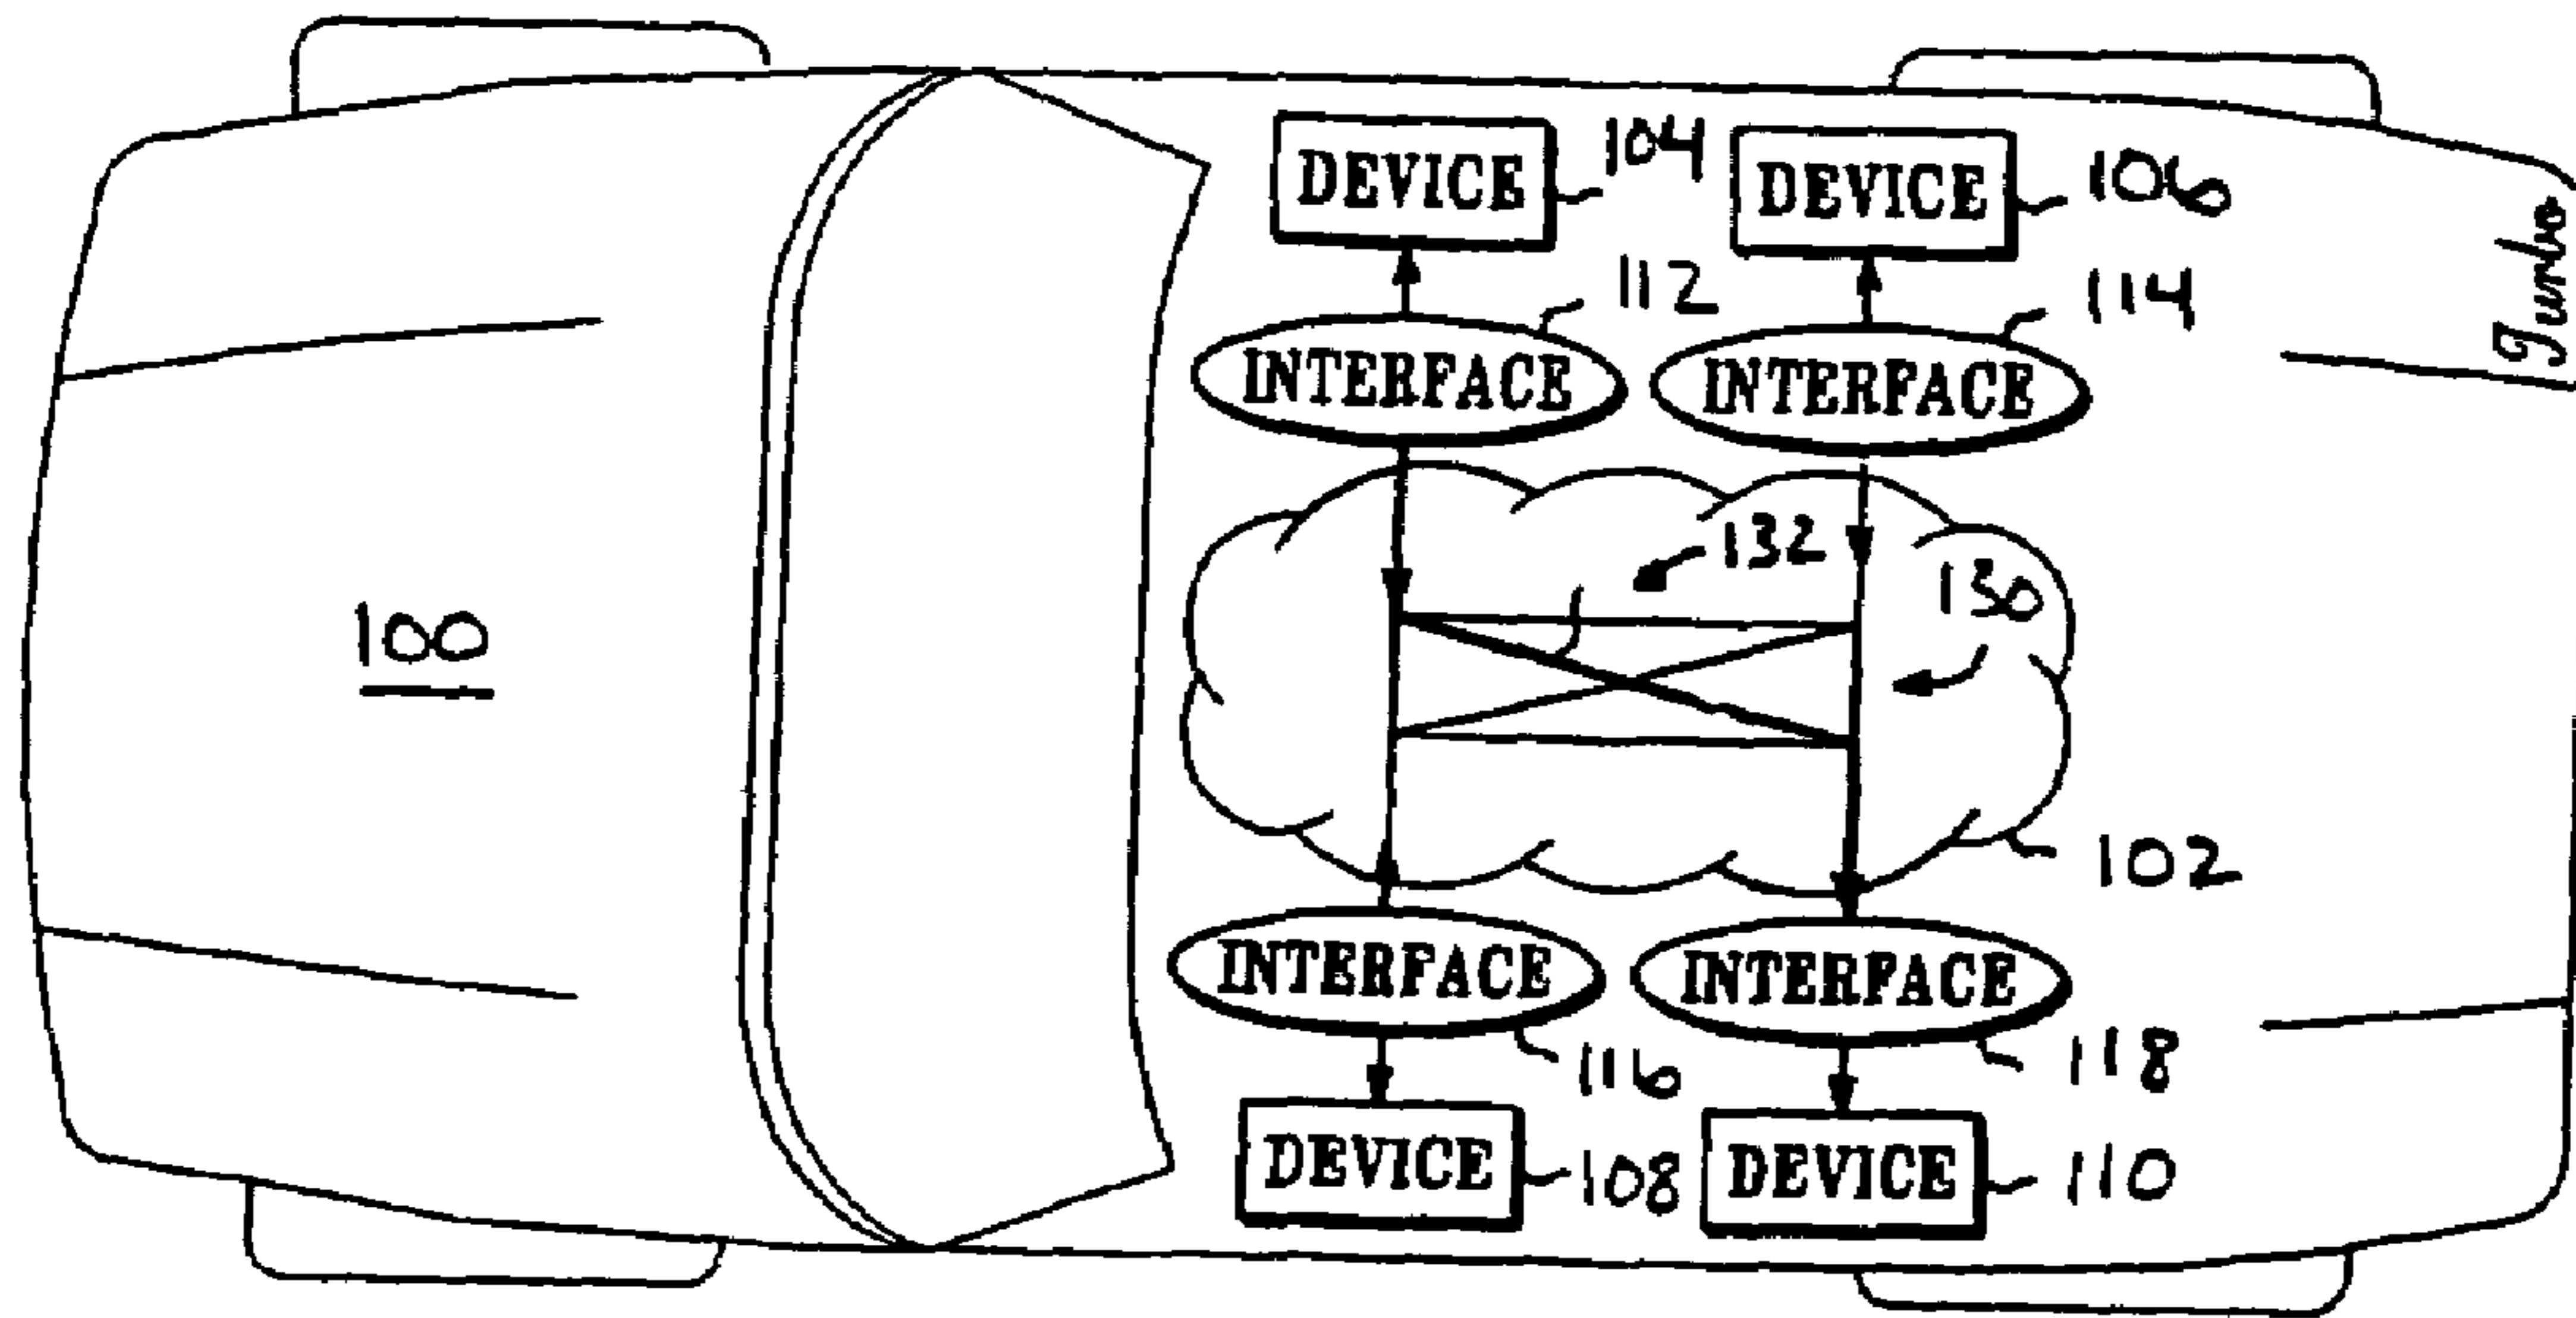 DEVICE 104 DEVICE 106
112 114
INTERFACE INTERFACE
Turbo
132
130
100
102
INTERFACE INTERFACE
116 118
DEVICE 108 DEVICE 110